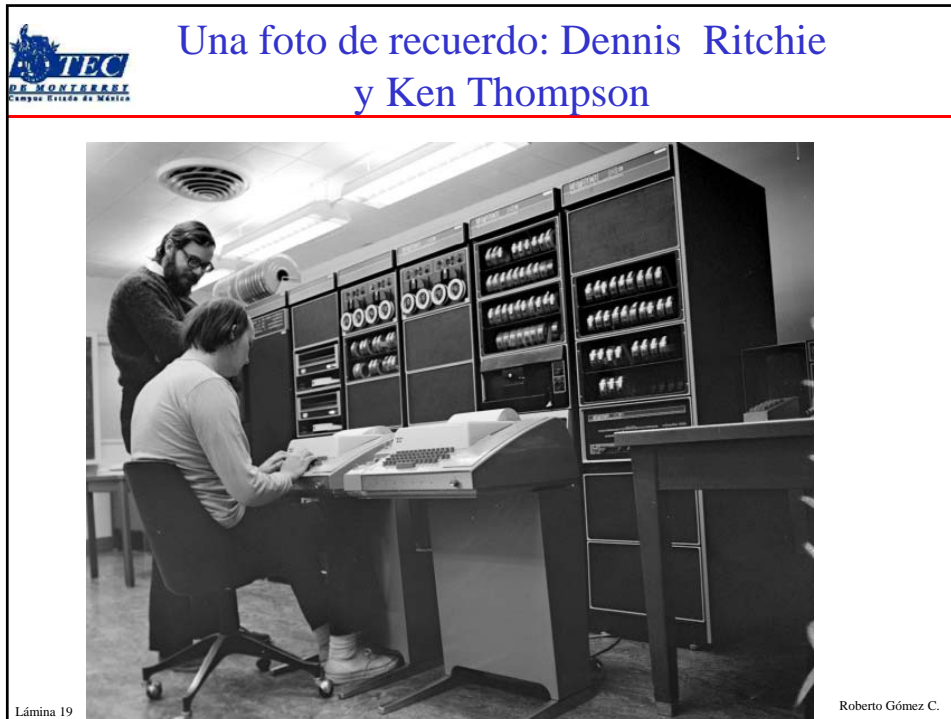 TEC
DE MONTERREY
Campus Estado de México
Una foto de recuerdo: Dennis Ritchie
y Ken Thompson
Lámina 19
Roberto Gómez C.